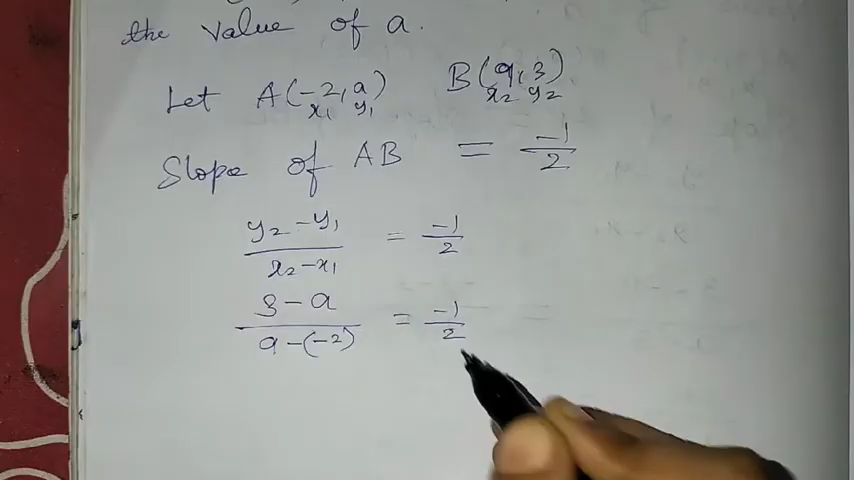 the value of a.
Let A(-2, a) B(9, 3)
x₁ y₁ x₂ y₂
Slope of AB = -1/2
y₂-y₁/x₂-x₁ = -1/2
3-a/9-(-2) = -1/2